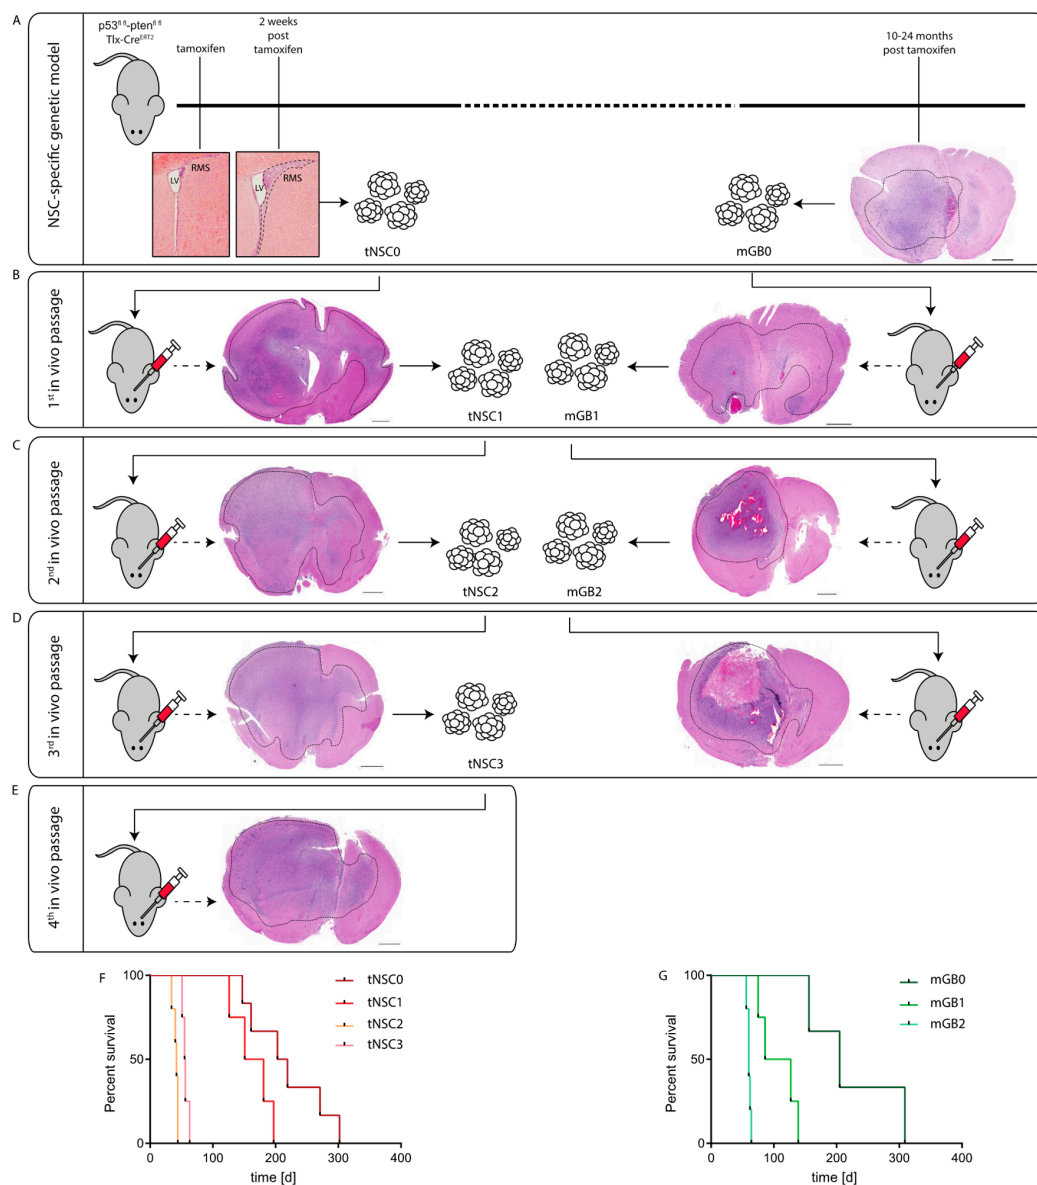 A
NSC-specific genetic model
p53fl fl-ptenfl fl
Tlx-CreERT2
tamoxifen
2 weeks
post
tamoxifen
10-24 months
post tamoxifen
LV
RMS
LV
RMS
tNSC0
mGB0
B
1st in vivo passage
tNSC1
mGB1
C
2nd in vivo passage
tNSC2
mGB2
D
3rd in vivo passage
tNSC3
E
4th in vivo passage
F
Percent survival
100
50
0
0
100
200
300
400
time [d]
tNSC0
tNSC1
tNSC2
tNSC3
G
Percent survival
100
50
0
0
100
200
300
400
time [d]
mGB0
mGB1
mGB2